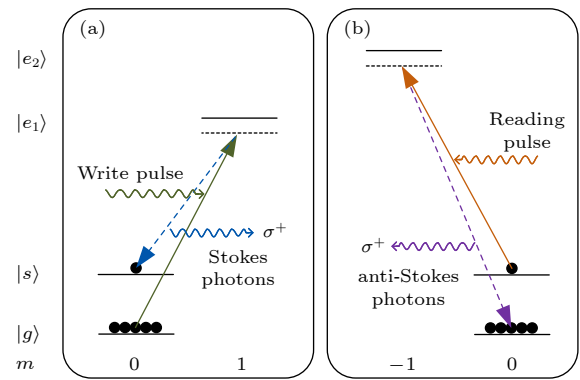 (a)
(b)
|e₂⟩
|e₁⟩
Reading
pulse
Write pulse
σ⁺
σ⁺
Stokes
photons
anti-Stokes
photons
|s⟩
|g⟩
m 0 1 −1 0